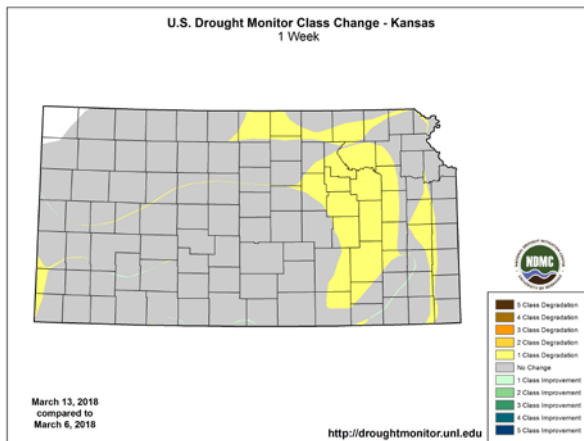 U.S. Drought Monitor Class Change - Kansas
1 Week
NDMC
5 Class Degradation
4 Class Degradation
3 Class Degradation
2 Class Degradation
1 Class Degradation
No Change
1 Class Improvement
2 Class Improvement
3 Class Improvement
4 Class Improvement
5 Class Improvement
March 13, 2018
compared to
March 6, 2018
http://droughtmonitor.unl.edu